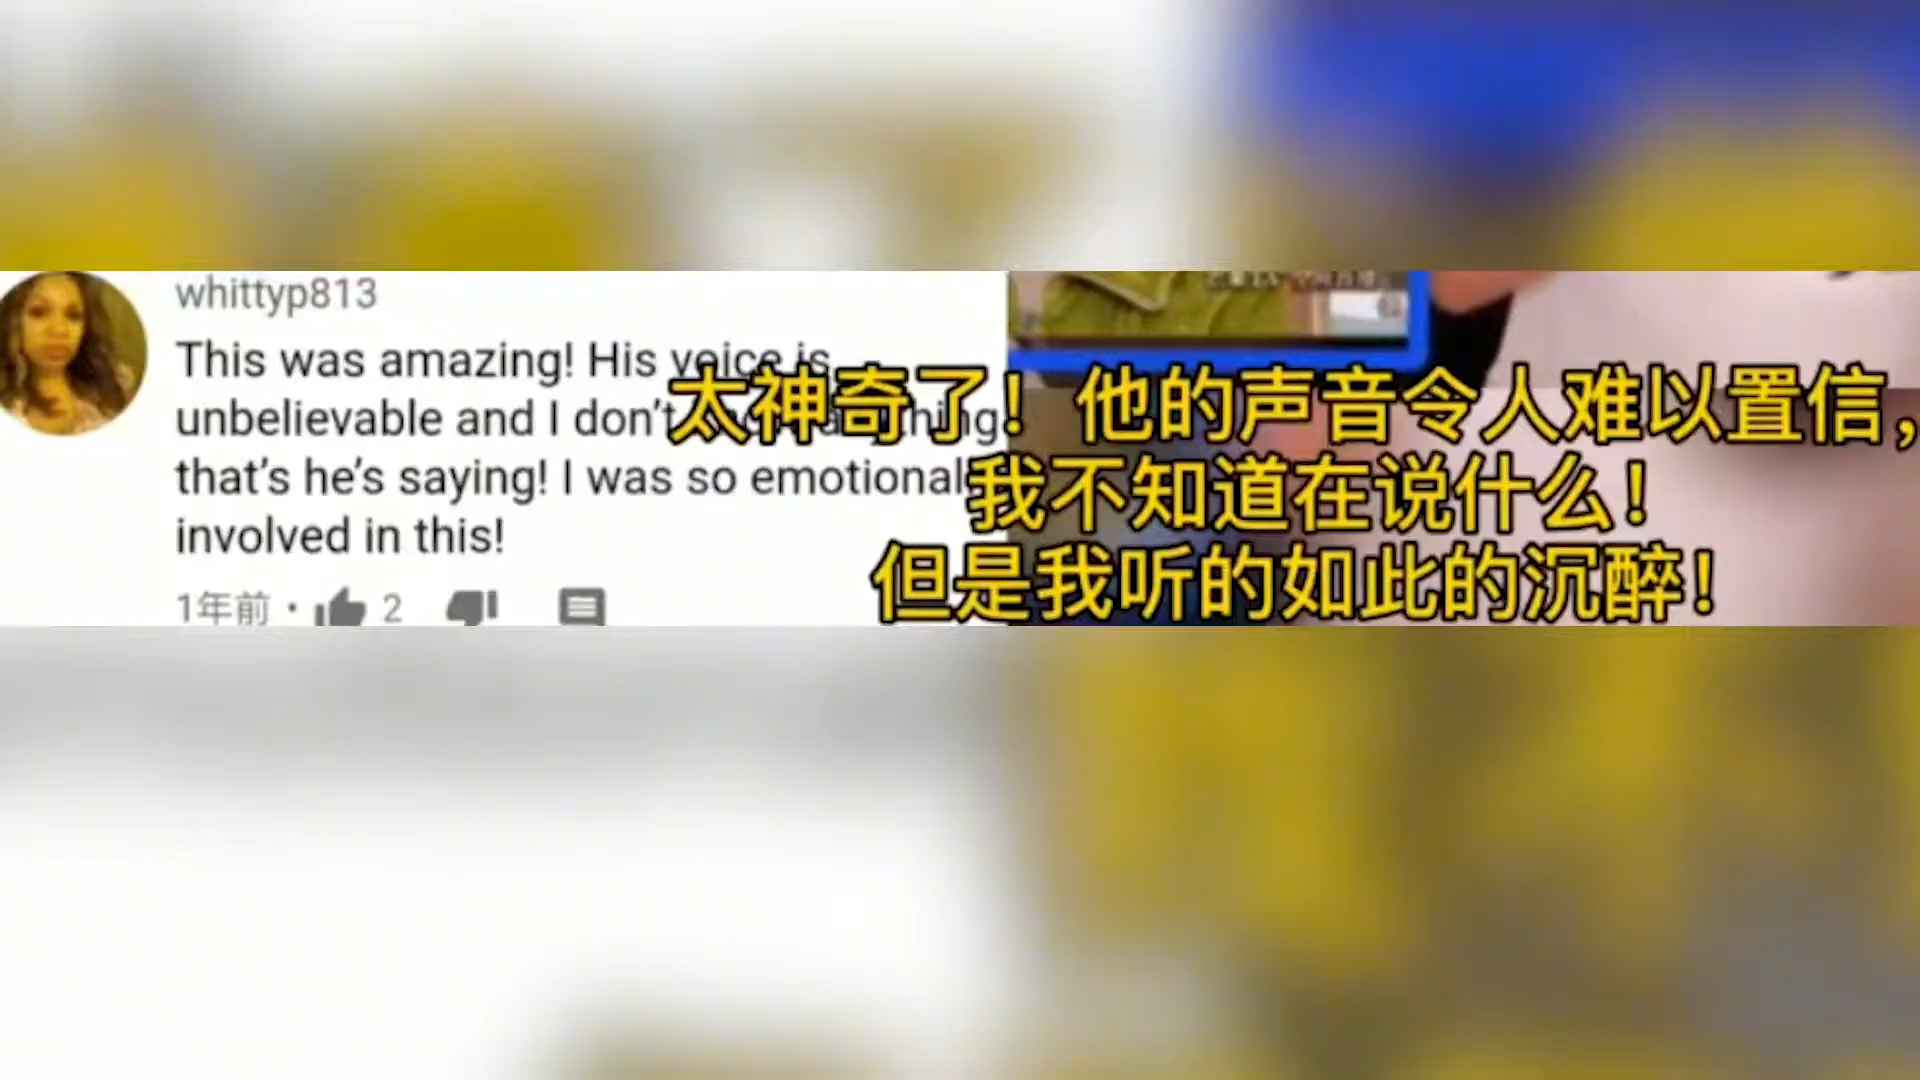 whittyp813
This was amazing! His voice is
unbelievable and I don't
that's he's saying! I was so emotional
involved in this!
1年前 · 2
太神奇了！他的声音令人难以置信，
我不知道在说什么！
但是我听的如此的沉醉！